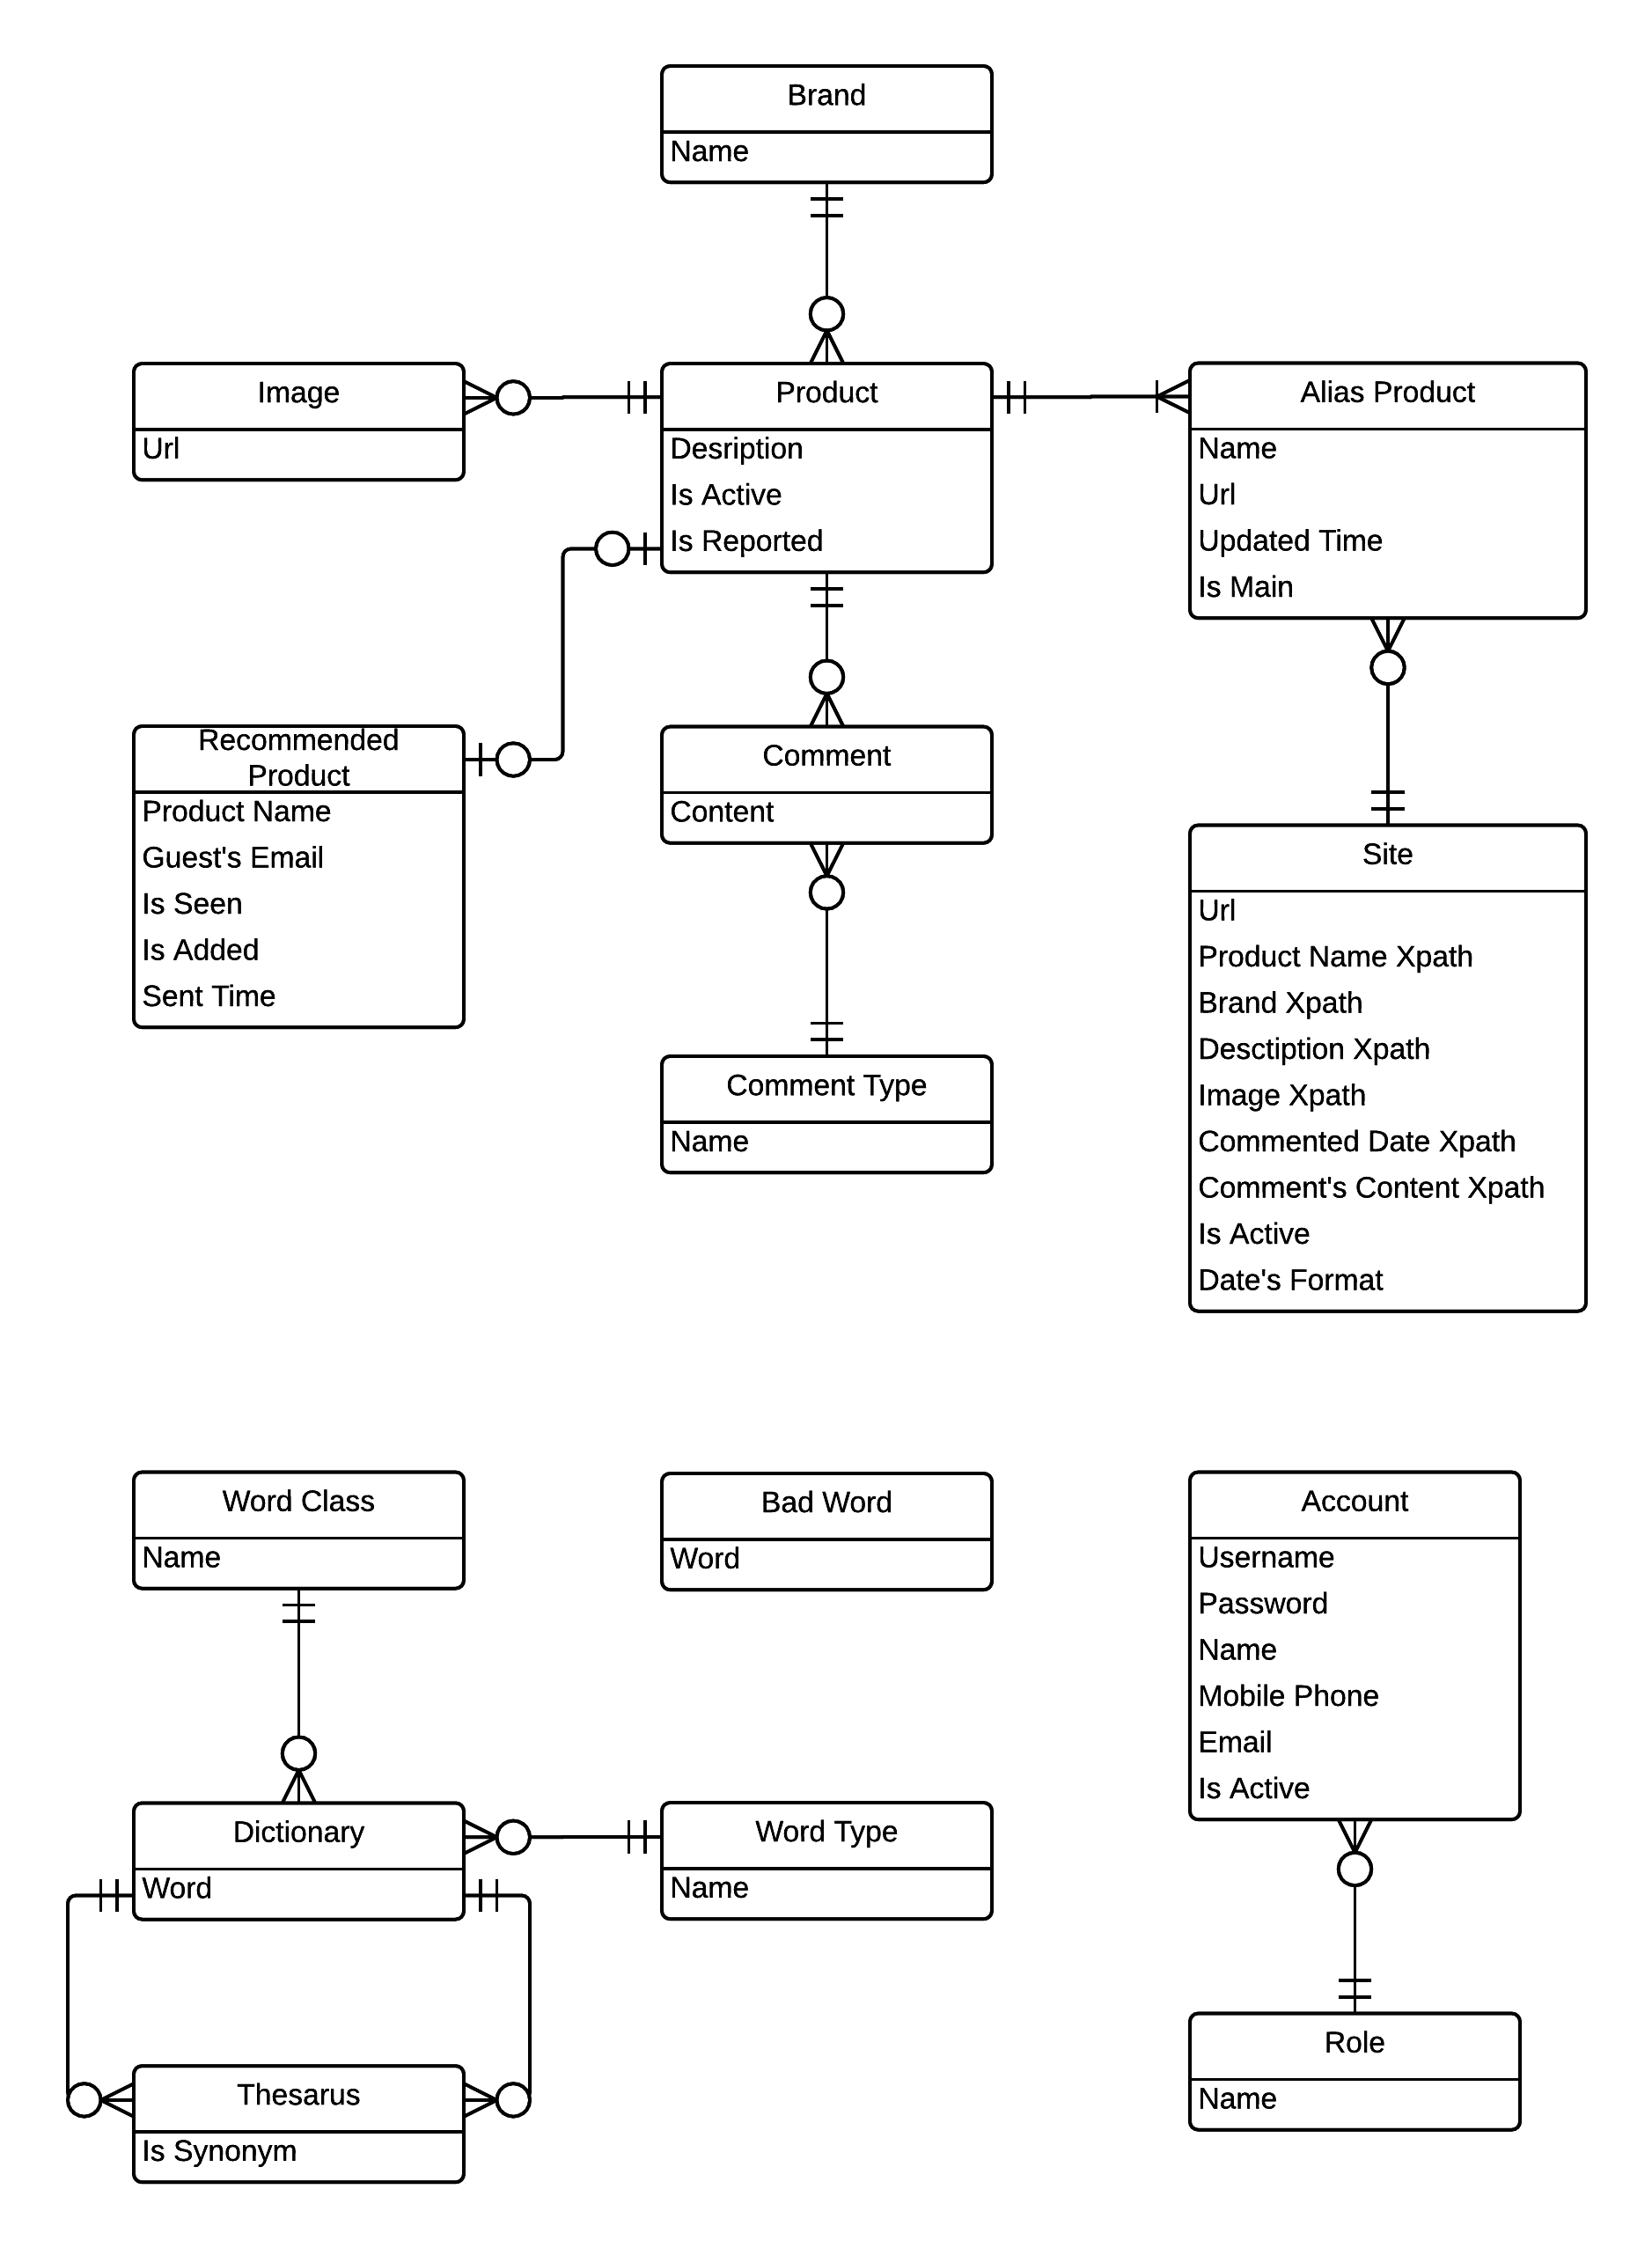 Brand
Name
Image
Url
Product
Desription
Is Active
Is Reported
Alias Product
Name
Url
Updated Time
Is Main
Recommended
Product
Product Name
Guest's Email
Is Seen
Is Added
Sent Time
Comment
Content
Comment Type
Name
Site
Url
Product Name Xpath
Brand Xpath
Desctiption Xpath
Image Xpath
Commented Date Xpath
Comment's Content Xpath
Is Active
Date's Format
Word Class
Name
Bad Word
Word
Account
Username
Password
Name
Mobile Phone
Email
Is Active
Dictionary
Word
Word Type
Name
Thesarus
Is Synonym
Role
Name